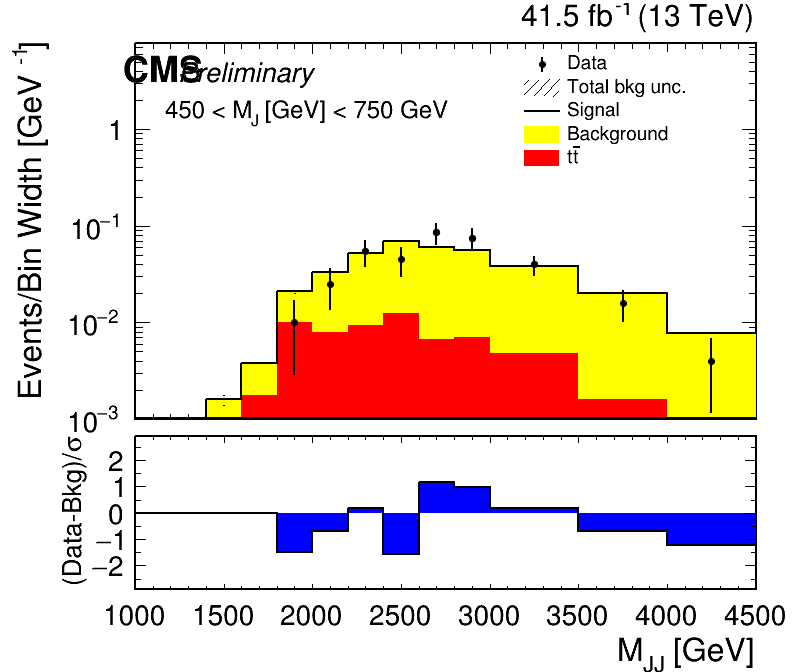 41.5 fb⁻¹ (13 TeV)
CMS Preliminary
450 < M_J [GeV] < 750 GeV
Data
Total bkg unc.
Signal
Background
tt̄
Events/Bin Width [GeV⁻¹]
1
10⁻¹
10⁻²
10⁻³
(Data-Bkg)/σ
2
1
0
−1
−2
1000 1500 2000 2500 3000 3500 4000 4500
M_JJ [GeV]